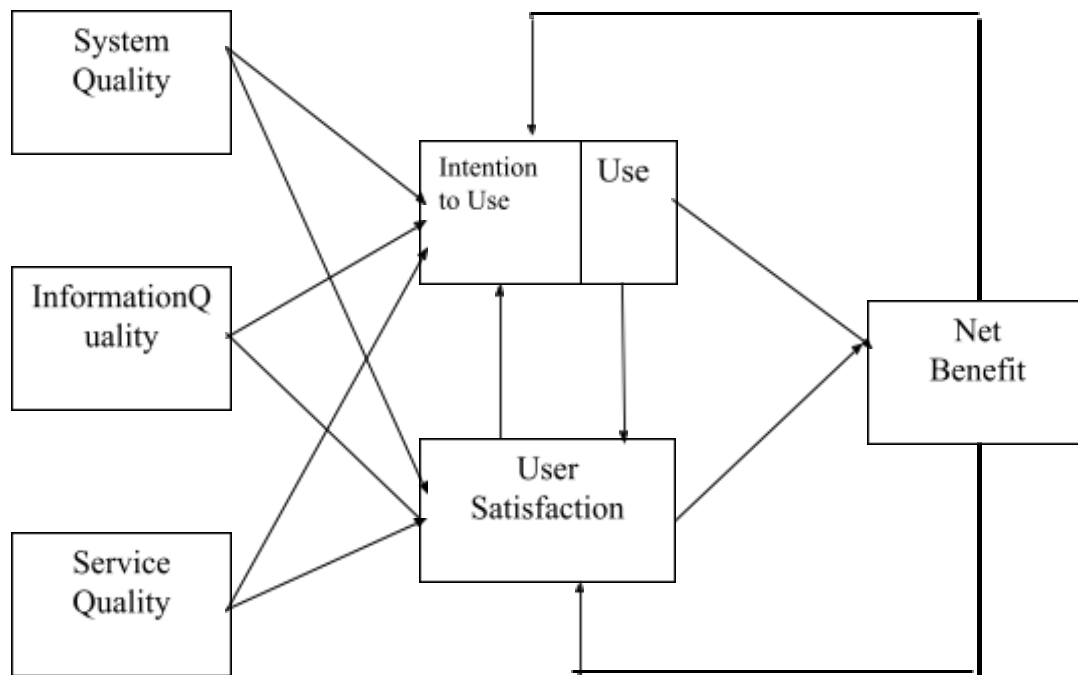 System
Quality
Intention
to Use
Use
InformationQ
uality
Net
Benefit
User
Satisfaction
Service
Quality